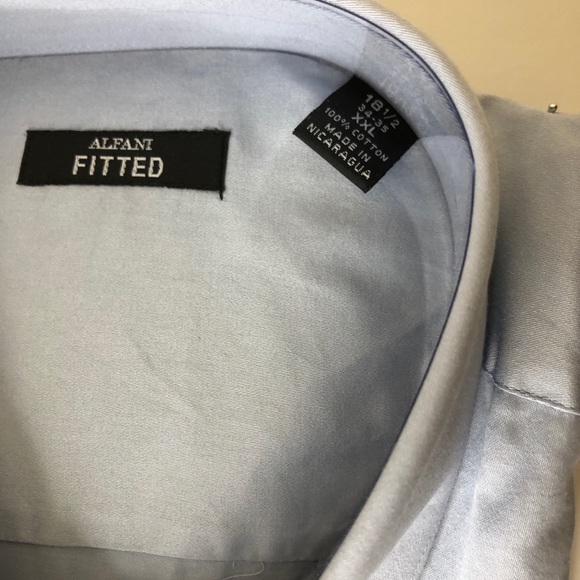 ALFANI
FITTED
18 1/2
34-35
XXL
100% COTTON
MADE IN
NICARAGUA